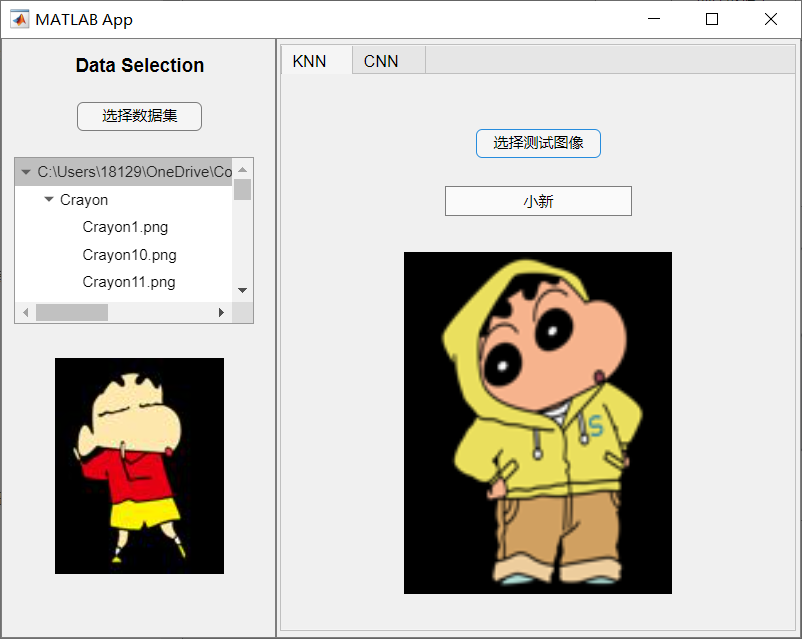 MATLAB App
Data Selection
选择数据集
C:\Users\18129\OneDrive\Co
Crayon
Crayon1.png
Crayon10.png
Crayon11.png
KNN
CNN
选择测试图像
小新
S